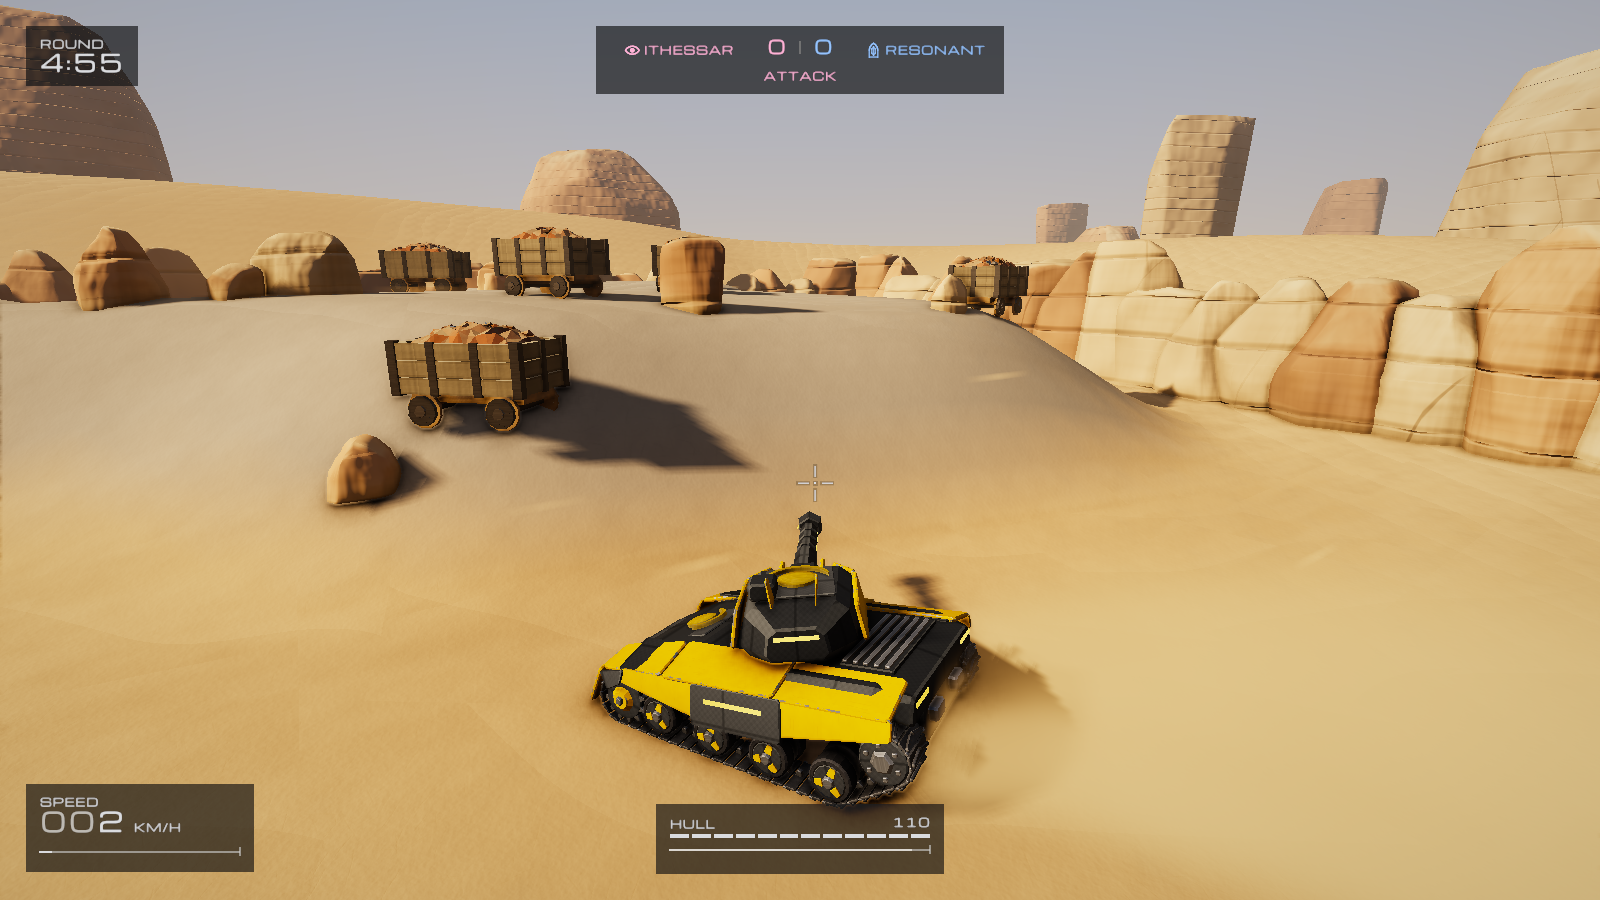 ROUND
4:55
ITHESSAR 0 | 0 RESONANT
ATTACK
SPEED
002 KM/H
HULL 110